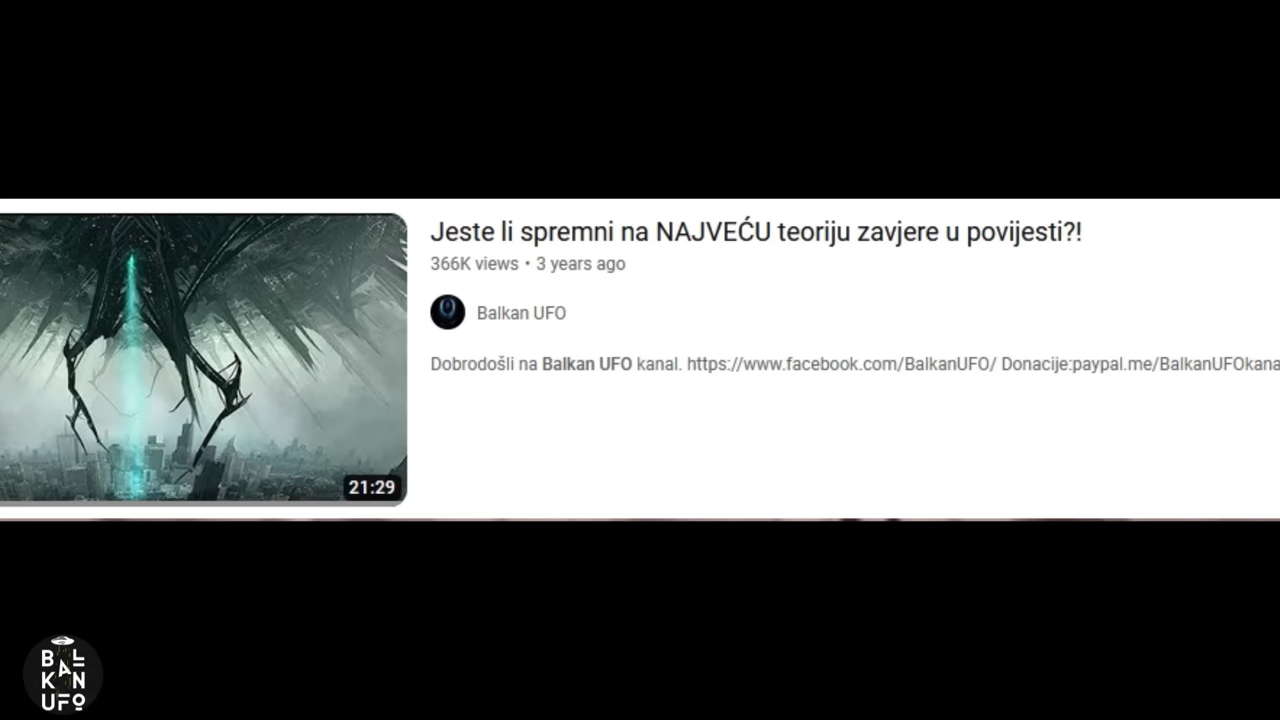 Jeste li spremni na NAJVEĆU teoriju zavjere u povijesti?!
366K views • 3 years ago
Balkan UFO
Dobrodošli na Balkan UFO kanal. https://www.facebook.com/BalkanUFO/ Donacije:paypal.me/BalkanUFOkana
21:29
BAL
KAN
UFO